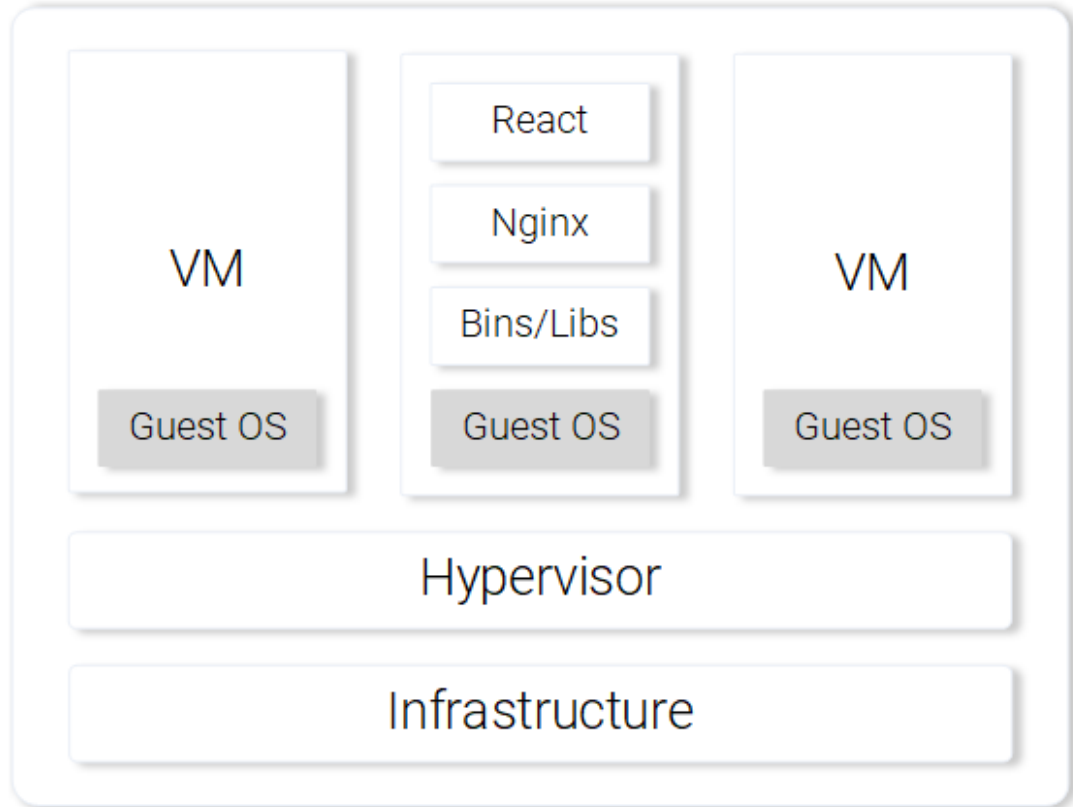 VM
Guest OS
React
Nginx
Bins/Libs
Guest OS
VM
Guest OS
Hypervisor
Infrastructure